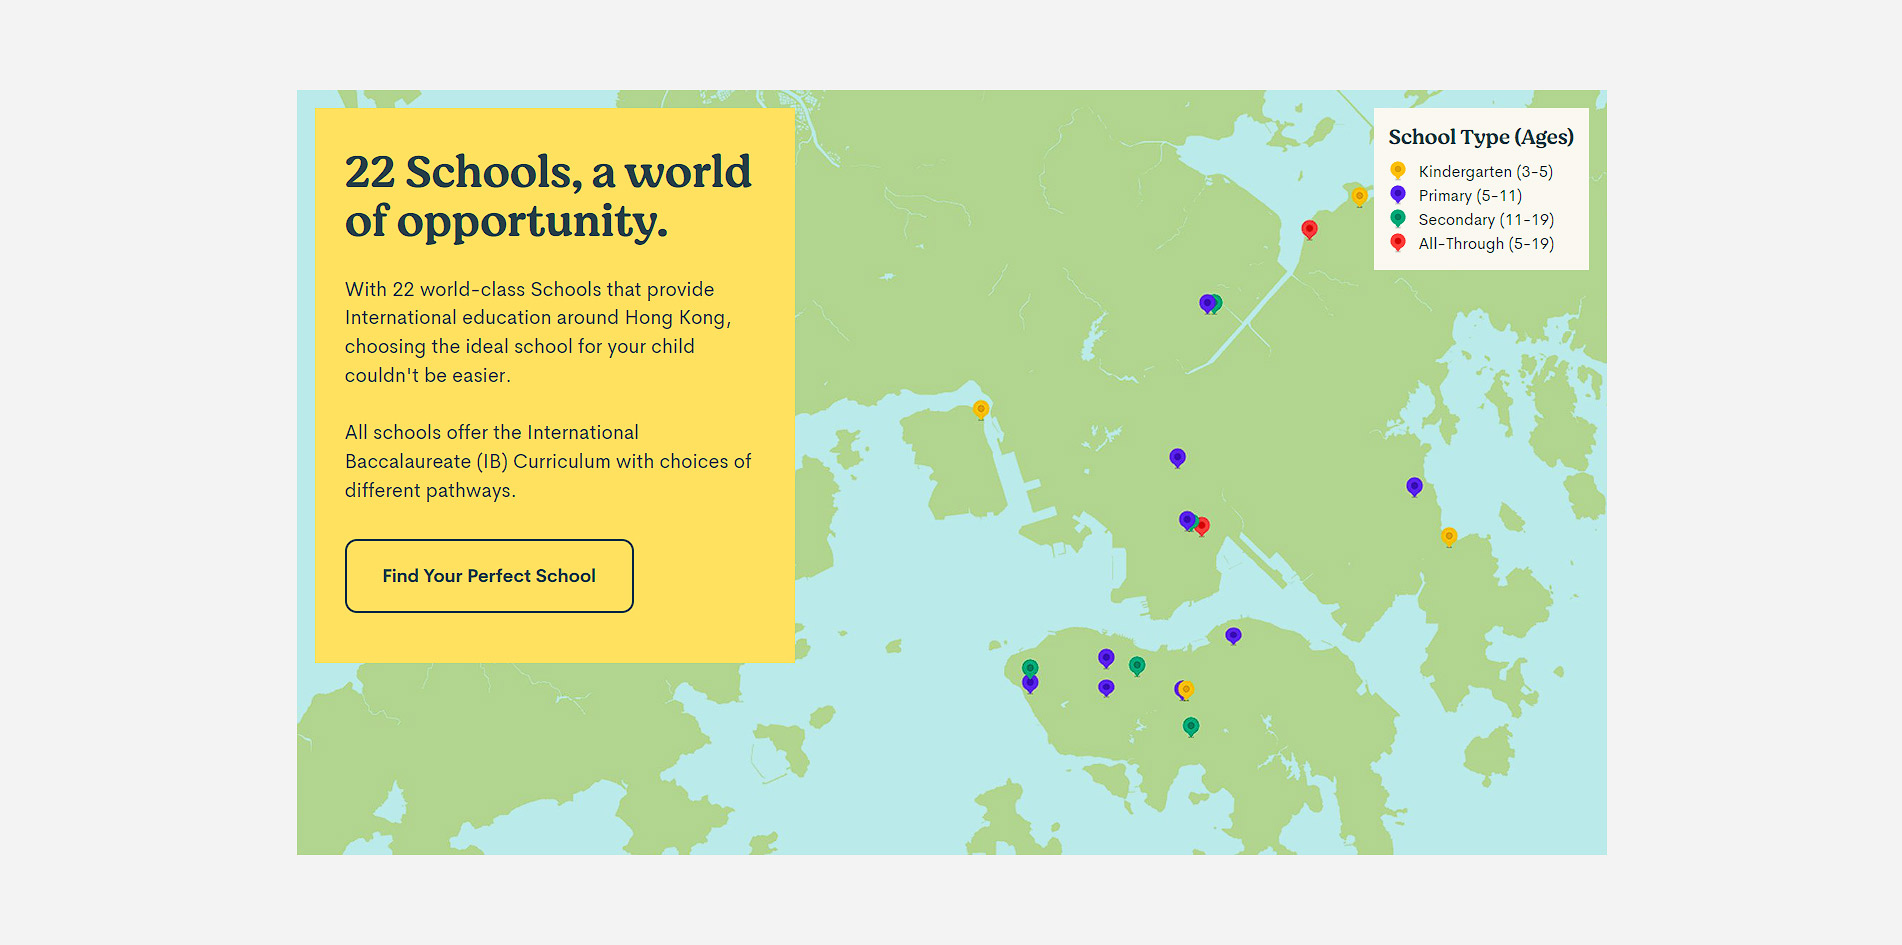 22 Schools, a world
of opportunity.
With 22 world-class Schools that provide
International education around Hong Kong,
choosing the ideal school for your child
couldn't be easier.
All schools offer the International
Baccalaureate (IB) Curriculum with choices of
different pathways.
Find Your Perfect School
School Type (Ages)
Kindergarten (3-5)
Primary (5-11)
Secondary (11-19)
All-Through (5-19)